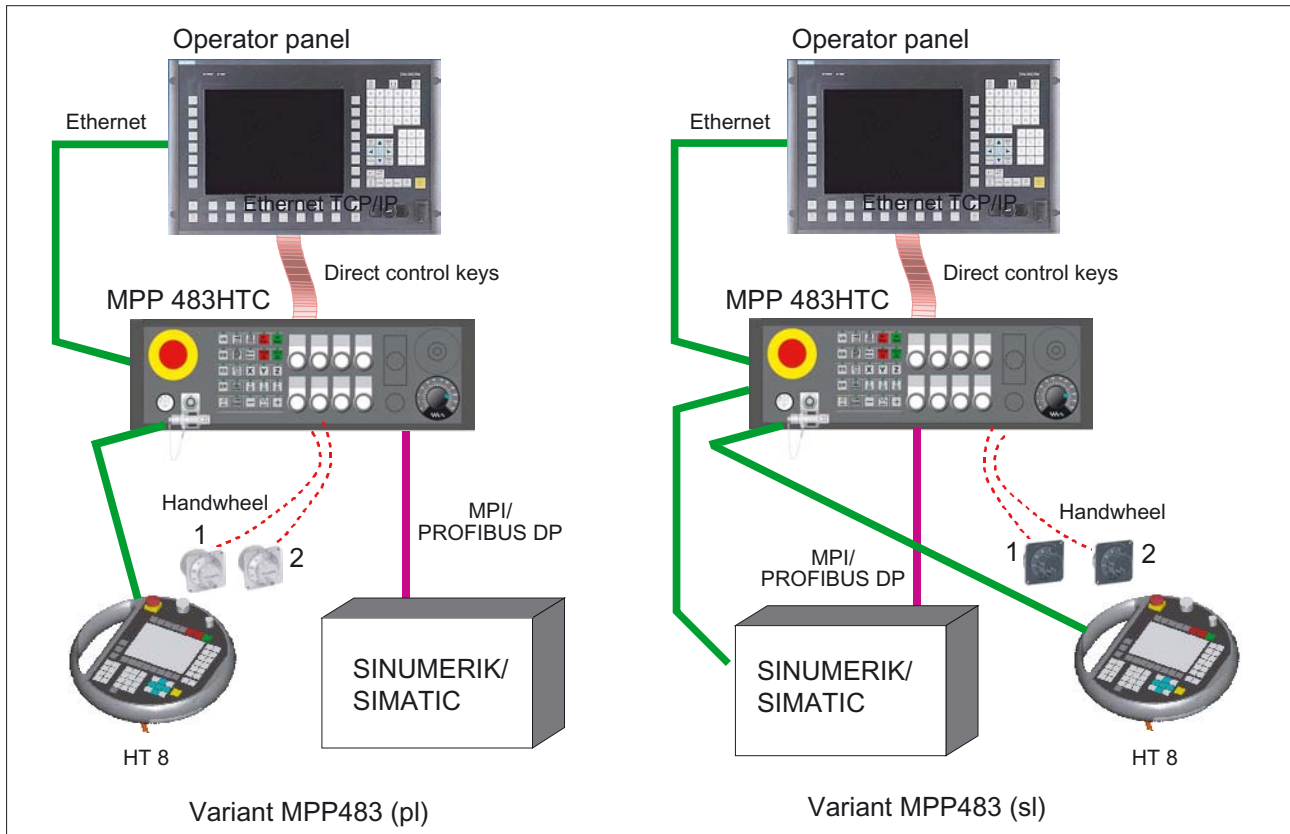 Operator panel
Ethernet
Ethernet TCP/IP
Direct control keys
MPP 483HTC
X Y Z
Handwheel
1
2
MPI/
PROFIBUS DP
SINUMERIK/
SIMATIC
HT 8
Variant MPP483 (pl)
Operator panel
Ethernet
Ethernet TCP/IP
Direct control keys
MPP 483HTC
X Y Z
Handwheel
1
2
MPI/
PROFIBUS DP
SINUMERIK/
SIMATIC
HT 8
Variant MPP483 (sl)